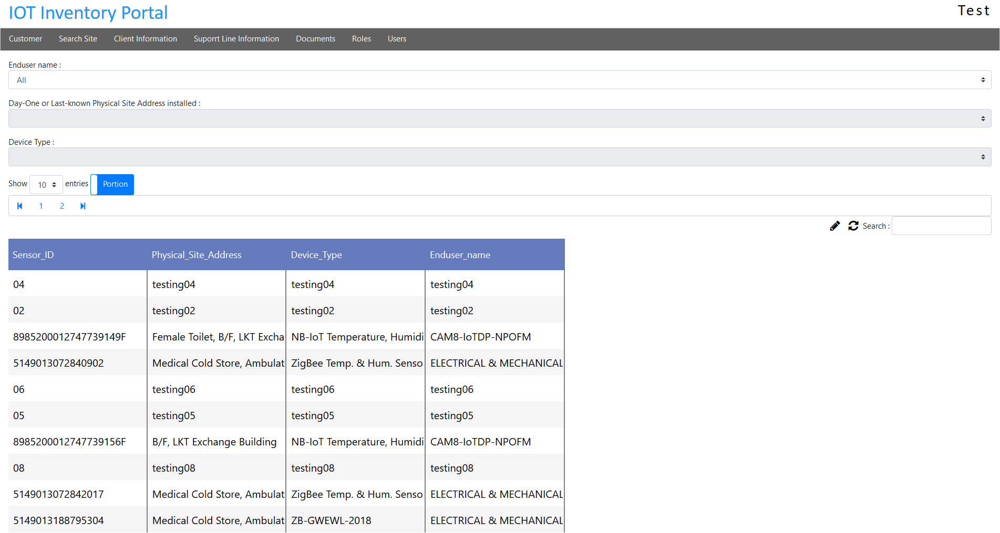 IOT Inventory Portal
Test
Customer Search Site Client Information Suporrt Line Information Documents Roles Users
Enduser name :
All
Day-One or Last-known Physical Site Address installed :
Device Type :
Show 10 entries Portion
1 2
Search :
Sensor_ID Physical_Site_Address Device_Type Enduser_name
04 testing04 testing04 testing04
02 testing02 testing02 testing02
8985200012747739149F Female Toilet, B/F, LKT Excha NB-IoT Temperature, Humidi CAM8-IoTDP-NPOFM
5149013072840902 Medical Cold Store, Ambulat ZigBee Temp. & Hum. Senso ELECTRICAL & MECHANICAL
06 testing06 testing06 testing06
05 testing05 testing05 testing05
8985200012747739156F B/F, LKT Exchange Building NB-IoT Temperature, Humidi CAM8-IoTDP-NPOFM
08 testing08 testing08 testing08
5149013072842017 Medical Cold Store, Ambulat ZigBee Temp. & Hum. Senso ELECTRICAL & MECHANICAL
5149013188795304 Medical Cold Store, Ambulat ZB-GWEWL-2018 ELECTRICAL & MECHANICAL